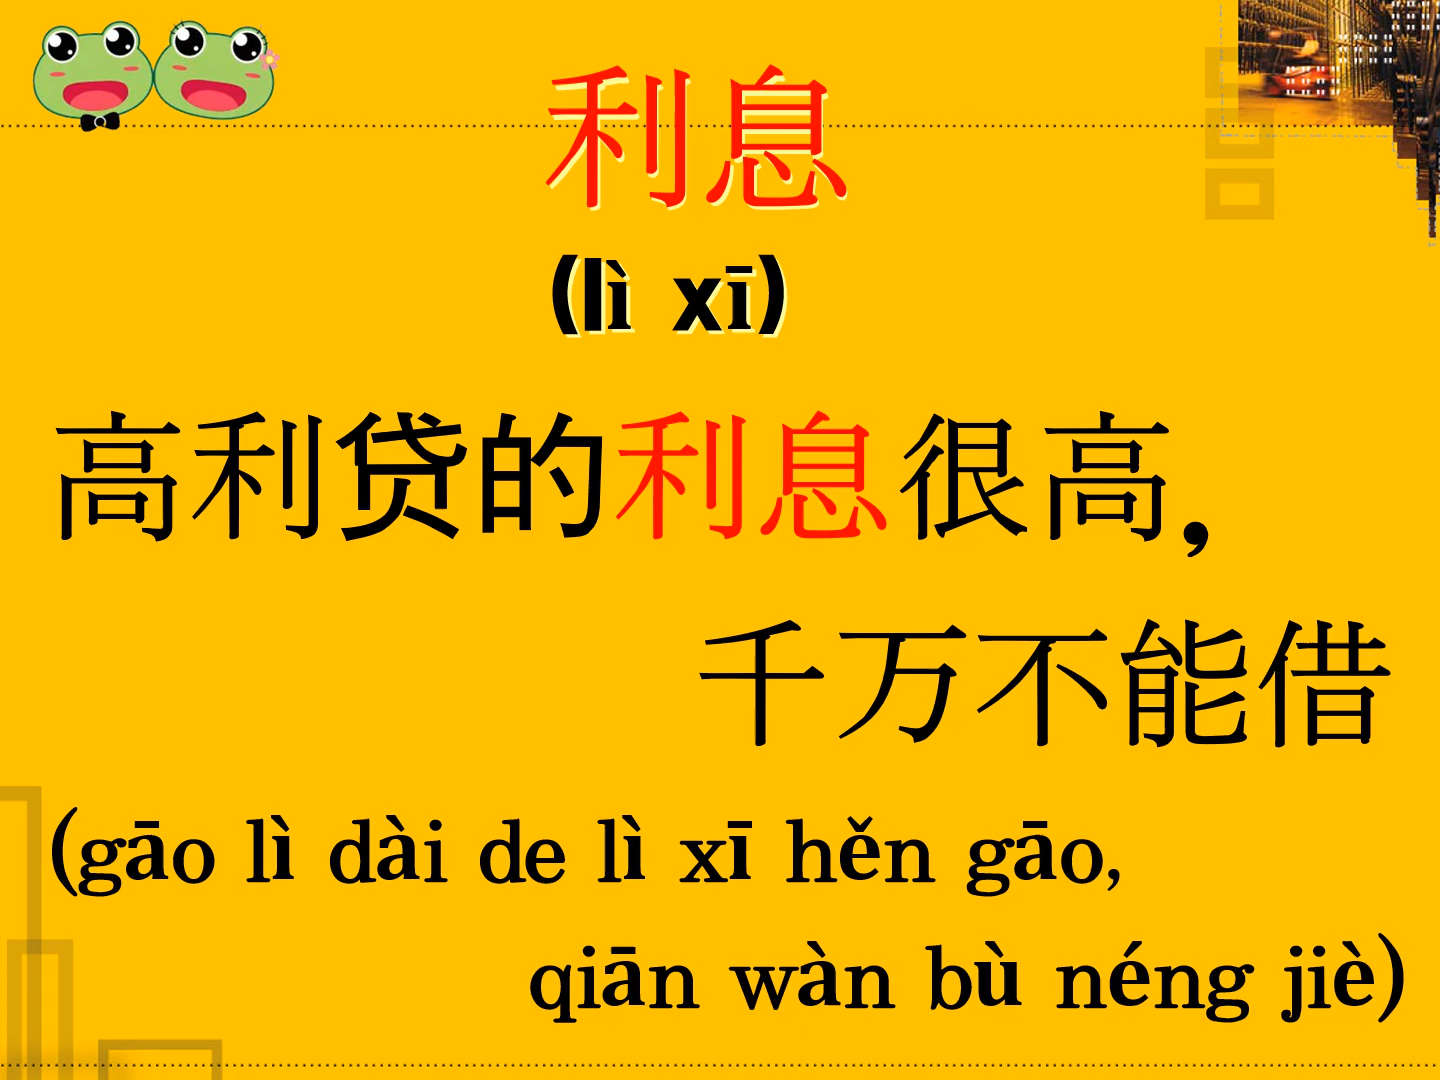 利息
(lì xī)
高利贷的利息很高，
千万不能借
(gāo lì dài de lì xī hěn gāo,
qiān wàn bù néng jiè)